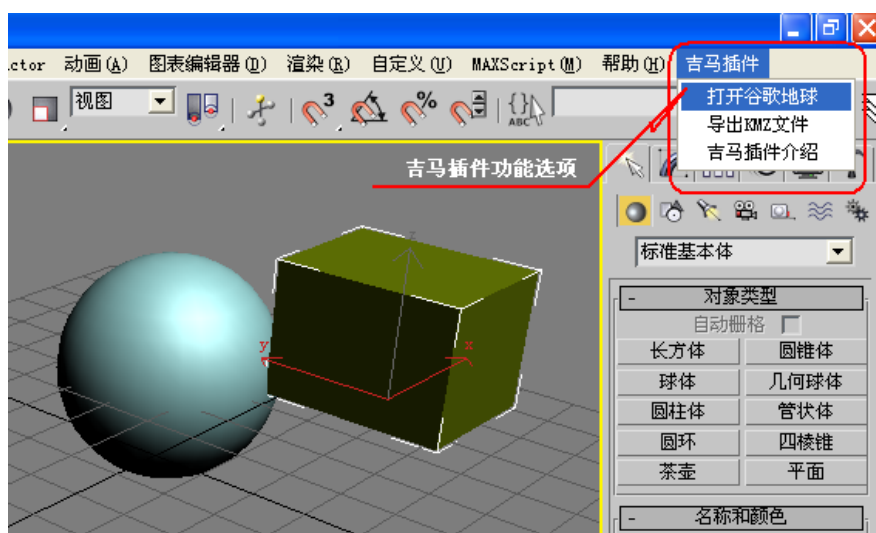 ctor 动画(A) 图表编辑器(D) 渲染(R) 自定义(U) MAXScript(M) 帮助(H) 吉马插件
打开谷歌地球
导出KMZ文件
吉马插件介绍
视图
3
%
{}
ABC
吉马插件功能选项
标准基本体
z
y
x
- 对象类型
自动栅格
长方体 圆锥体
球体 几何球体
圆柱体 管状体
圆环 四棱锥
茶壶 平面
- 名称和颜色